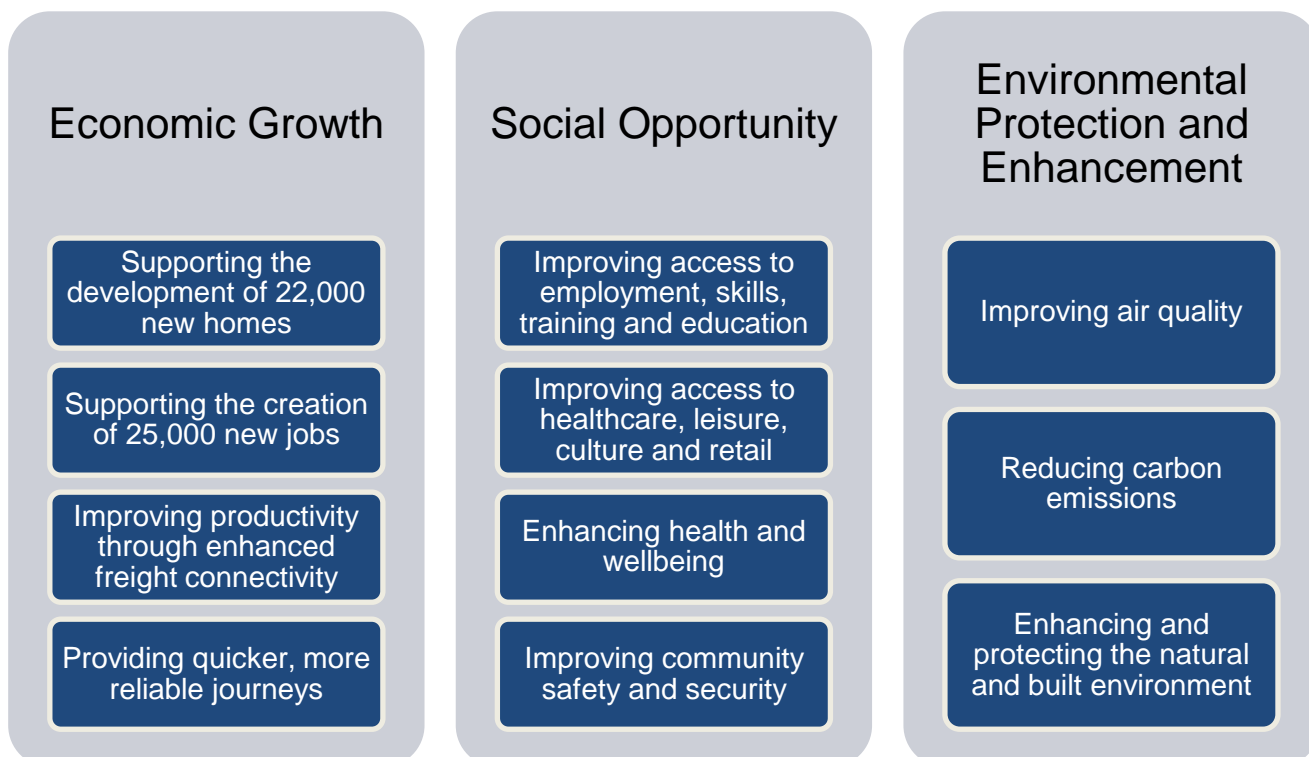 Economic Growth
Supporting the
development of 22,000
new homes
Supporting the creation
of 25,000 new jobs
Improving productivity
through enhanced
freight connectivity
Providing quicker, more
reliable journeys
Social Opportunity
Improving access to
employment, skills,
training and education
Improving access to
healthcare, leisure,
culture and retail
Enhancing health and
wellbeing
Improving community
safety and security
Environmental
Protection and
Enhancement
Improving air quality
Reducing carbon
emissions
Enhancing and
protecting the natural
and built environment